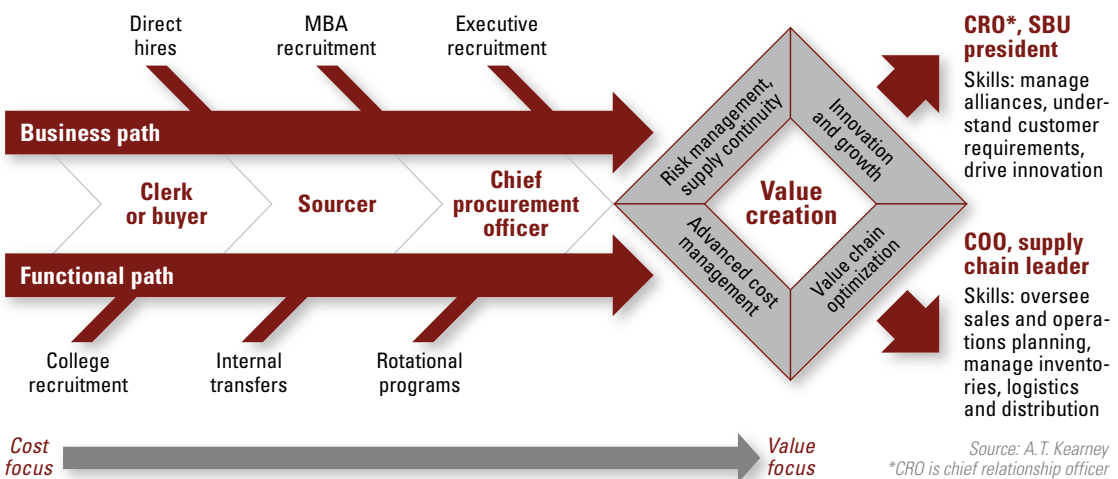 Direct
hires
MBA
recruitment
Executive
recruitment
Business path
Clerk
or buyer
Sourcer
Chief
procurement
officer
Functional path
College
recruitment
Internal
transfers
Rotational
programs
Risk management,
supply continuity
Innovation
and growth
Value
creation
Advanced cost
management
Value chain
optimization
CRO*, SBU
president
Skills: manage
alliances, under-
stand customer
requirements,
drive innovation
COO, supply
chain leader
Skills: oversee
sales and opera-
tions planning,
manage invento-
ries, logistics
and distribution
Cost
focus
Value
focus
Source: A.T. Kearney
*CRO is chief relationship officer